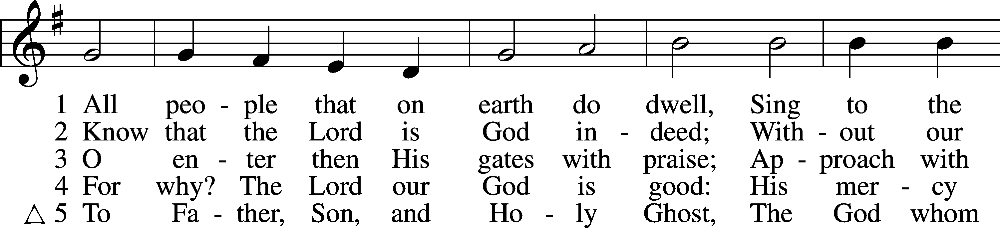 1 All peo - ple that on earth do dwell, Sing to the
2 Know that the Lord is God in - deed; With - out our
3 O en - ter then His gates with praise; Ap - proach with
4 For why? The Lord our God is good: His mer - cy
△ 5 To Fa - ther, Son, and Ho - ly Ghost, The God whom